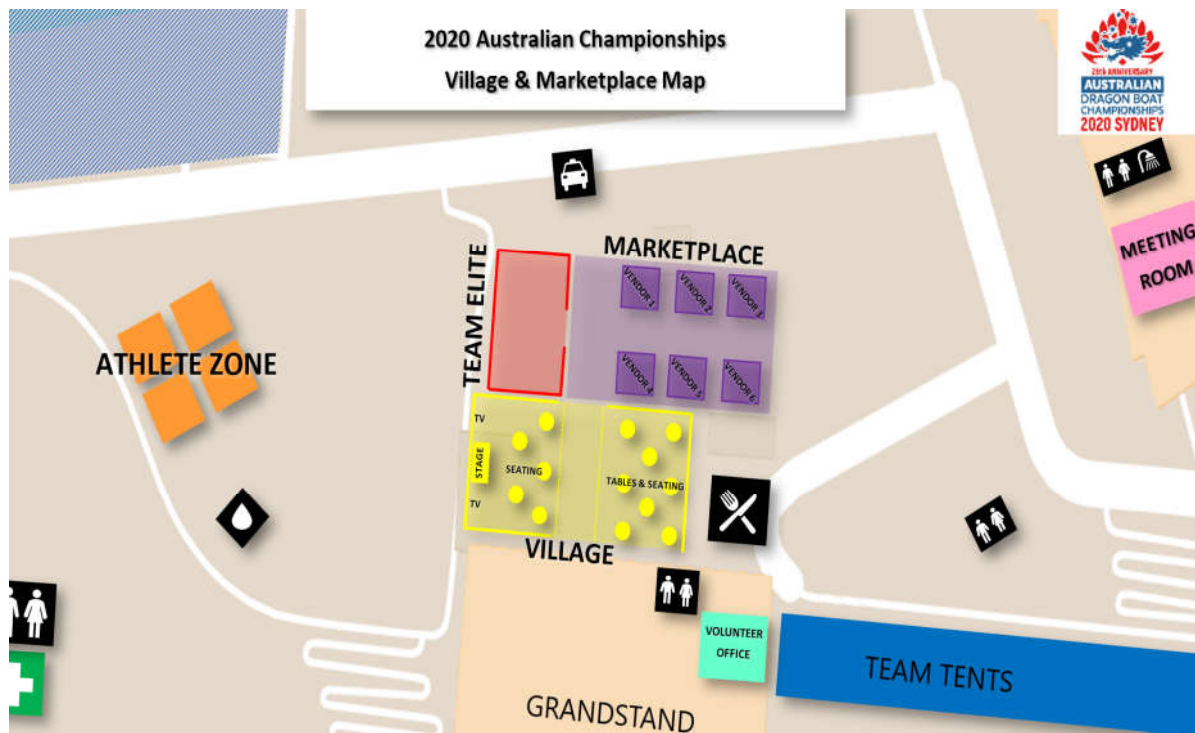 2020 Australian Championships
Village & Marketplace Map
25th ANNIVERSARY
AUSTRALIAN
DRAGON BOAT
CHAMPIONSHIPS
2020 SYDNEY
MEETING
ROOM
MARKETPLACE
TEAM ELITE
VENDOR 1
VENDOR 2
VENDOR 3
VENDOR 4
VENDOR 5
VENDOR 6
ATHLETE ZONE
TV
STAGE
SEATING
TABLES & SEATING
TV
VILLAGE
VOLUNTEER
OFFICE
TEAM TENTS
GRANDSTAND